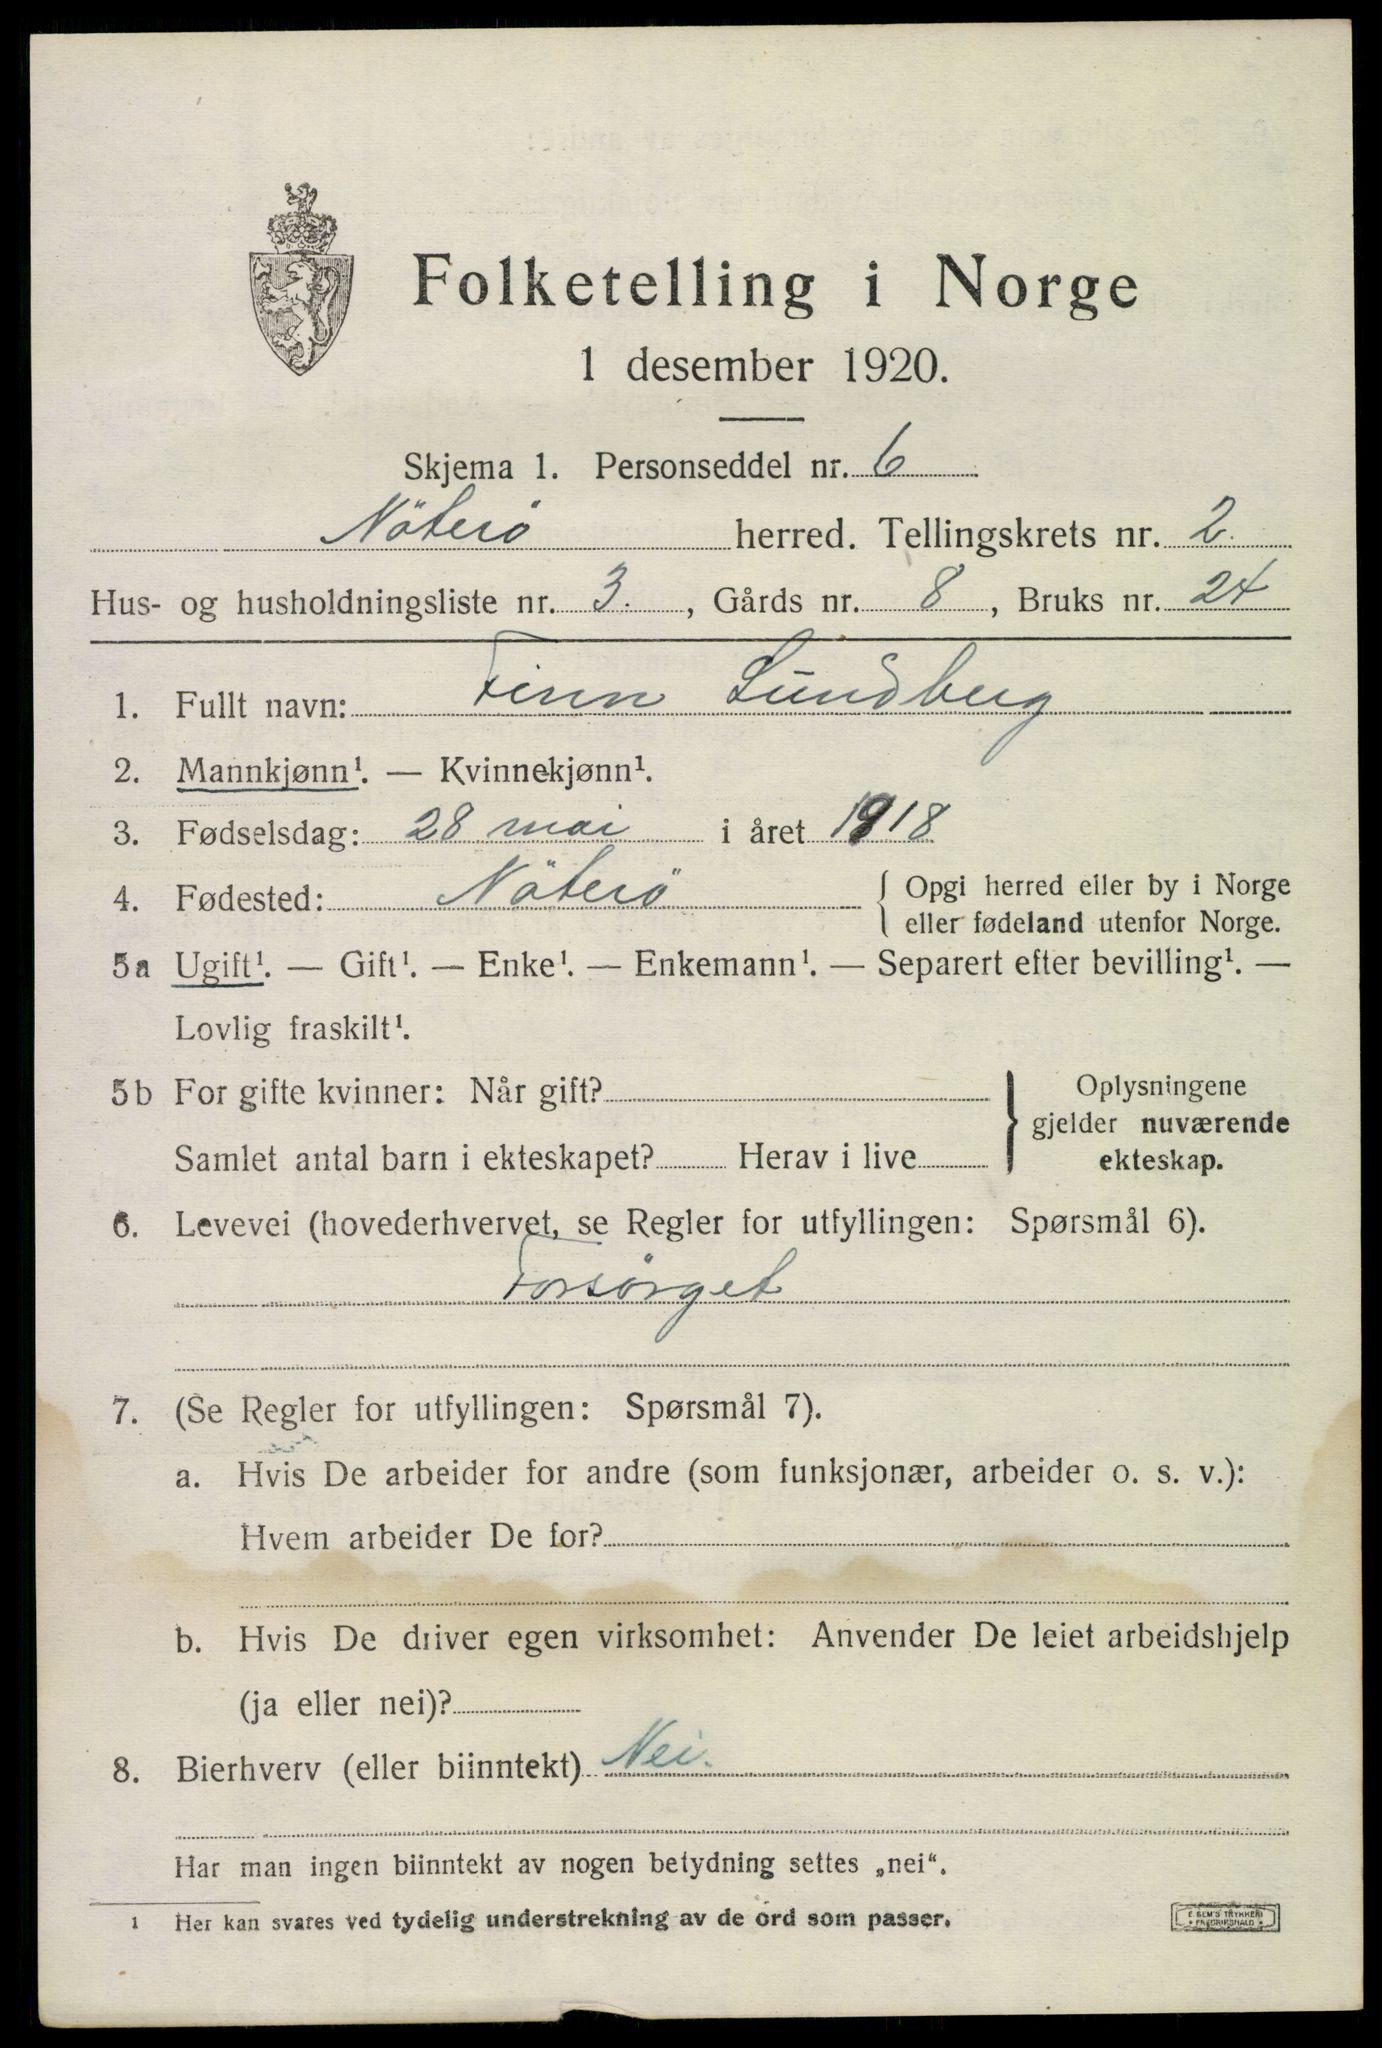 Folketelling i Norge
1 desember 1920.
Skjema 1. Personseddel nr. 6
Nöterö herred. Tellingskrets nr. 2.
Hus- og husholdningsliste nr. 3. , Gårds nr. 8 , Bruks nr. 24
1. Fullt navn: Finn Lundberg
2. Mannkjønn¹. — Kvinnekjønn¹.
3. Fødselsdag: 28 mai i året 1918
4. Fødested: Nöterö { Opgi herred eller by i Norge
eller fødeland utenfor Norge.
5a Ugift¹. — Gift¹. — Enke¹. — Enkemann¹. — Separert efter bevilling¹. —
Lovlig fraskilt¹.
5b For gifte kvinner: Når gift?
Samlet antal barn i ekteskapet? Herav i live
} Oplysningene
gjelder nuværende
ekteskap.
6. Levevei (hovederhvervet, se Regler for utfyllingen: Spørsmål 6).
Forsörget
7. (Se Regler for utfyllingen: Spørsmål 7).
a. Hvis De arbeider for andre (som funksjonær, arbeider o. s. v.):
Hvem arbeider De for?
b. Hvis De driver egen virksomhet: Anvender De leiet arbeidshjelp
(ja eller nei)?
8. Bierhverv (eller biinntekt) Nei.
Har man ingen biinntekt av nogen betydning settes „nei“.
¹ Her kan svares ved tydelig understrekning av de ord som passer.
E. SEM'S TRYKKERI
• FREDRIKSHALD •